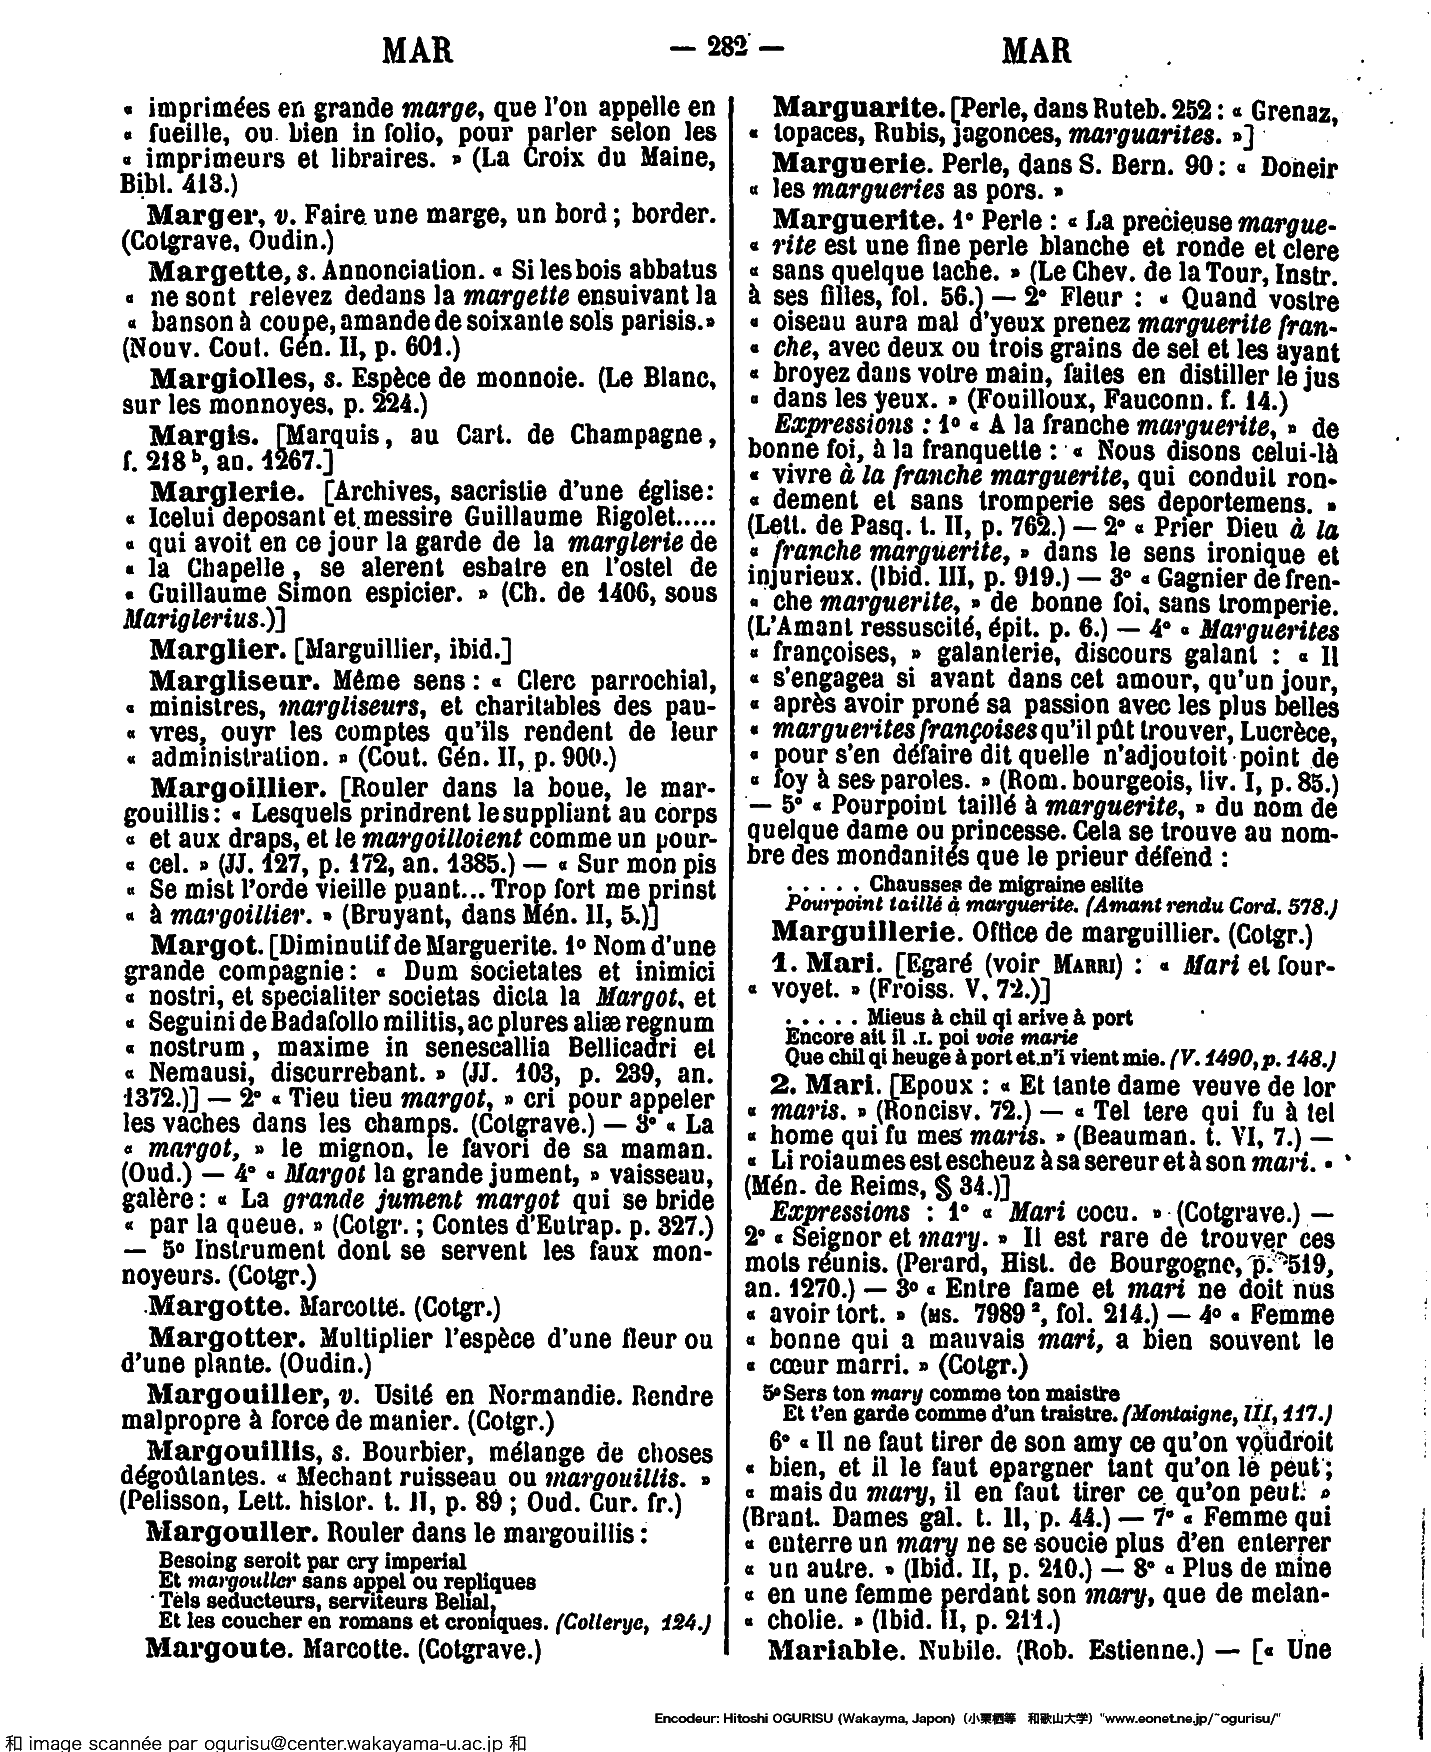 MAR — 282 — MAR
« imprimées en grande marge, que l'on appelle en
« fueille, ou bien in folio, pour parler selon les
« imprimeurs et libraires. » (La Croix du Maine,
Bibl. 413.)
Marger, v. Faire une marge, un bord ; border.
(Cotgrave, Oudin.)
Margette, s. Annonciation. « Si les bois abbatus
« ne sont relevez dedans la margette ensuivant la
« banson à coupe, amande de soixante sols parisis. »
(Nouv. Cout. Gén. II, p. 601.)
Margiolles, s. Espèce de monnoie. (Le Blanc,
sur les monnoyes, p. 224.)
Margis. [Marquis, au Cart. de Champagne,
f. 218 b, an. 1267.]
Marglerie. [Archives, sacristie d'une église :
« Icelui deposant et messire Guillaume Rigolet.....
« qui avoit en ce jour la garde de la marglerie de
« la Chapelle, se alerent esbatre en l'ostel de
« Guillaume Simon espicier. » (Ch. de 1406, sous
Mariglerius.)]
Marglier. [Marguillier, ibid.]
Margliseur. Même sens : « Clerc parrochial,
« ministres, margliseurs, et charitables des pau-
« vres, ouyr les comptes qu'ils rendent de leur
« administration. » (Cout. Gén. II, p. 900.)
Margoillier. [Rouler dans la boue, le mar-
gouillis : « Lesquels prindrent le suppliant au corps
« et aux draps, et le margoilloient comme un pour-
« cel. » (JJ. 127, p. 172, an. 1385.) — « Sur mon pis
« Se mist l'orde vieille puant... Trop fort me prinst
« à margoillier. » (Bruyant, dans Mén. II, 5.)]
Margot. [Diminutif de Marguerite. 1º Nom d'une
grande compagnie : « Dum societates et inimici
« nostri, et specialiter societas dicta la Margot, et
« Seguini de Badafollo militis, ac plures aliæ regnum
« nostrum, maxime in senescallia Bellicadri et
« Nemausi, discurrebant. » (JJ. 103, p. 239, an.
1372.)] — 2º « Tieu tieu margot, » cri pour appeler
les vaches dans les champs. (Cotgrave.) — 3º « La
« margot, » le mignon, le favori de sa maman.
(Oud.) — 4º « Margot la grande jument, » vaisseau,
galère : « La grande jument margot qui se bride
« par la queue. » (Cotgr. ; Contes d'Eutrap. p. 327.)
— 5º Instrument dont se servent les faux mon-
noyeurs. (Cotgr.)
Margotte. Marcotte. (Cotgr.)
Margotter. Multiplier l'espèce d'une fleur ou
d'une plante. (Oudin.)
Margouiller, v. Usité en Normandie. Rendre
malpropre à force de manier. (Cotgr.)
Margouillis, s. Bourbier, mélange de choses
dégoûtantes. « Mechant ruisseau ou margouillis. »
(Pelisson, Lett. histor. t. II, p. 89 ; Oud. Cur. fr.)
Margouller. Rouler dans le margouillis :
Besoing seroit par cry imperial
Et margouller sans appel ou repliques
Tels seducteurs, serviteurs Belial,
Et les coucher en romans et croniques. (Collerye, 124.)
Margoute. Marcotte. (Cotgrave.)
Marguarite. [Perle, dans Ruteb. 252 : « Grenaz,
« topaces, Rubis, jagonces, marguarites. »]
Marguerie. Perle, dans S. Bern. 90 : « Doneir
« les margueries as pors. »
Marguerite. 1º Perle : « La precieuse margue-
« rite est une fine perle blanche et ronde et clere
« sans quelque tache. » (Le Chev. de la Tour, Instr.
à ses filles, fol. 56.) — 2º Fleur : « Quand vostre
« oiseau aura mal d'yeux prenez marguerite fran-
« che, avec deux ou trois grains de sel et les ayant
« broyez dans votre main, faites en distiller le jus
« dans les yeux. » (Fouilloux, Fauconn. f. 14.)
Expressions : 1º « A la franche marguerite, » de
bonne foi, à la franquette : « Nous disons celui-là
« vivre à la franche marguerite, qui conduit ron-
« dement et sans tromperie ses deportemens. »
(Lett. de Pasq. t. II, p. 762.) — 2º « Prier Dieu à la
« franche marguerite, » dans le sens ironique et
injurieux. (Ibid. III, p. 919.) — 3º « Gagnier de fren-
« che marguerite, » de bonne foi, sans tromperie.
(L'Amant ressuscité, épit. p. 6.) — 4º « Marguerites
« françoises, » galanterie, discours galant : « Il
« s'engagea si avant dans cet amour, qu'un jour,
« après avoir proné sa passion avec les plus belles
« marguerites françoises qu'il pût trouver, Lucrèce,
« pour s'en défaire dit quelle n'adjoutoit point de
« foy à ses paroles. » (Rom. bourgeois, liv. I, p. 85.)
— 5º « Pourpoint taillé à marguerite, » du nom de
quelque dame ou princesse. Cela se trouve au nom-
bre des mondanités que le prieur défend :
..... Chausses de migraine eslite
Pourpoint taillé à marguerite. (Amant rendu Cord. 578.)
Marguillerie. Office de marguillier. (Cotgr.)
1. Mari. [Egaré (voir MARRI) : « Mari et four-
« voyet. » (Froiss. V, 72.)]
..... Mieus à chil qi arive à port
Encore ait il .I. poi voie marie
Que chil qi heuge à port et n'i vient mie. (V. 1490, p. 148.)
2. Mari. [Epoux : « Et tante dame veuve de lor
« maris. » (Roncisv. 72.) — « Tel tere qui fu à tel
« home qui fu mes maris. » (Beauman. t. VI, 7.) —
« Li roiaumes est escheuz à sa sereur et à son mari. »
(Mén. de Reims, § 34.)]
Expressions : 1º « Mari cocu. » (Cotgrave.) —
2º « Seignor et mary. » Il est rare de trouver ces
mots réunis. (Perard, Hist. de Bourgogne, p. 519,
an. 1270.) — 3º « Entre fame et mari ne doit nus
« avoir tort. » (MS. 7989 ², fol. 214.) — 4º « Femme
« bonne qui a mauvais mari, a bien souvent le
« cœur marri. » (Cotgr.)
5º Sers ton mary comme ton maistre
Et t'en garde comme d'un traistre. (Montaigne, III, 117.)
6º « Il ne faut tirer de son amy ce qu'on voudroit
« bien, et il le faut epargner tant qu'on le peut ;
« mais du mary, il en faut tirer ce qu'on peut. »
(Brant. Dames gal. t. II, p. 44.) — 7º « Femme qui
« enterre un mary ne se soucie plus d'en enterrer
« un autre. » (Ibid. II, p. 210.) — 8º « Plus de mine
« en une femme perdant son mary, que de melan-
« cholie. » (Ibid. II, p. 211.)
Mariable. Nubile. (Rob. Estienne.) — [« Une
Encodeur: Hitoshi OGURISU (Wakayma, Japon) (小栗栖等 和歌山大学) "www.eonet.ne.jp/~ogurisu/"
和 image scannée par ogurisu@center.wakayama-u.ac.jp 和